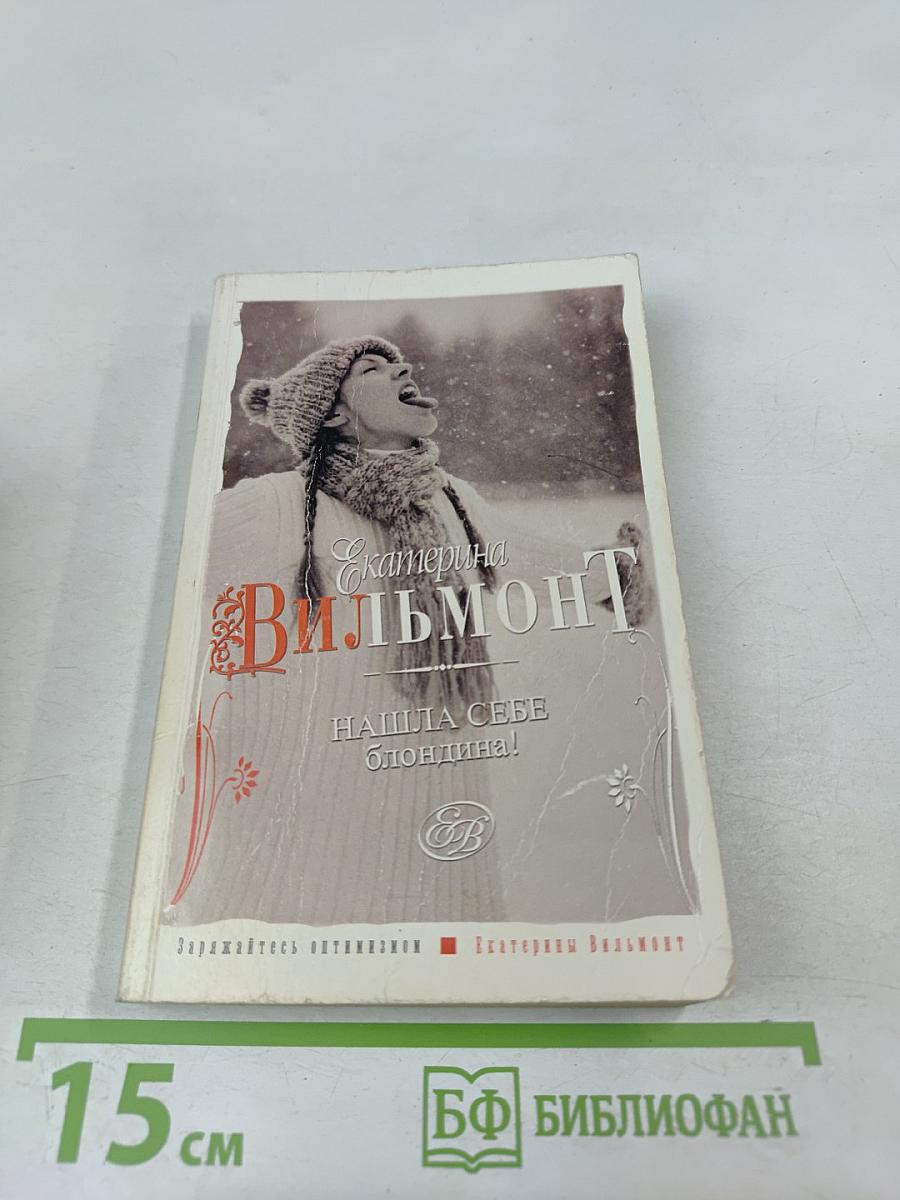 Екатерина
Вильмонт
НАШЛА СЕБЕ
блондина!
ЕВ
Заряжайтесь оптимизмом ■ Екатерины Вильмонт
15 см
БФ БИБЛИОФАН